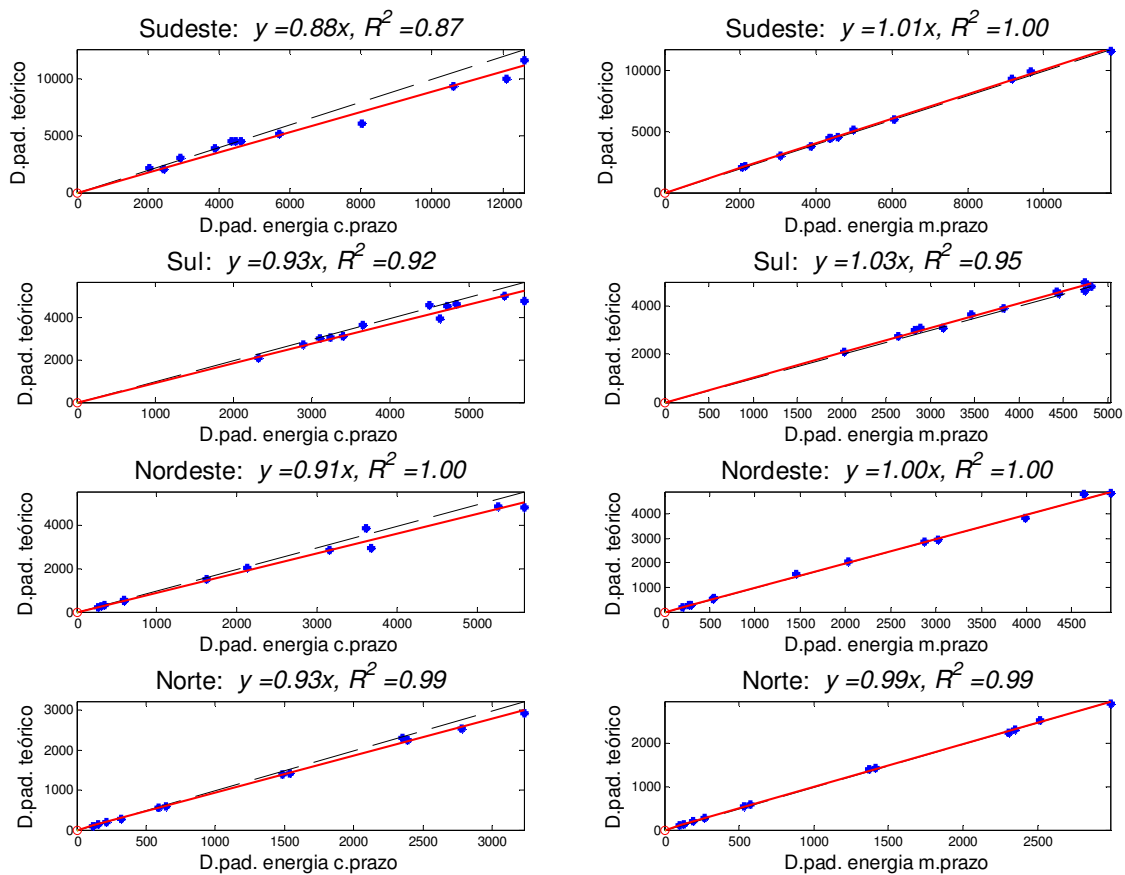 Sudeste: y =0.88x, R2 =0.87
D.pad. teórico
10000
5000
0
0 2000 4000 6000 8000 10000 12000
D.pad. energia c.prazo
Sudeste: y =1.01x, R2 =1.00
D.pad. teórico
10000
5000
0
0 2000 4000 6000 8000 10000
D.pad. energia m.prazo
Sul: y =0.93x, R2 =0.92
D.pad. teórico
4000
2000
0
0 1000 2000 3000 4000 5000
D.pad. energia c.prazo
Sul: y =1.03x, R2 =0.95
D.pad. teórico
4000
2000
0
0 500 1000 1500 2000 2500 3000 3500 4000 4500 5000
D.pad. energia m.prazo
Nordeste: y =0.91x, R2 =1.00
D.pad. teórico
4000
2000
0
0 1000 2000 3000 4000 5000
D.pad. energia c.prazo
Nordeste: y =1.00x, R2 =1.00
D.pad. teórico
4000
3000
2000
1000
0
0 500 1000 1500 2000 2500 3000 3500 4000 4500
D.pad. energia m.prazo
Norte: y =0.93x, R2 =0.99
D.pad. teórico
3000
2000
1000
0
0 500 1000 1500 2000 2500 3000
D.pad. energia c.prazo
Norte: y =0.99x, R2 =0.99
D.pad. teórico
2000
1000
0
0 500 1000 1500 2000 2500
D.pad. energia m.prazo